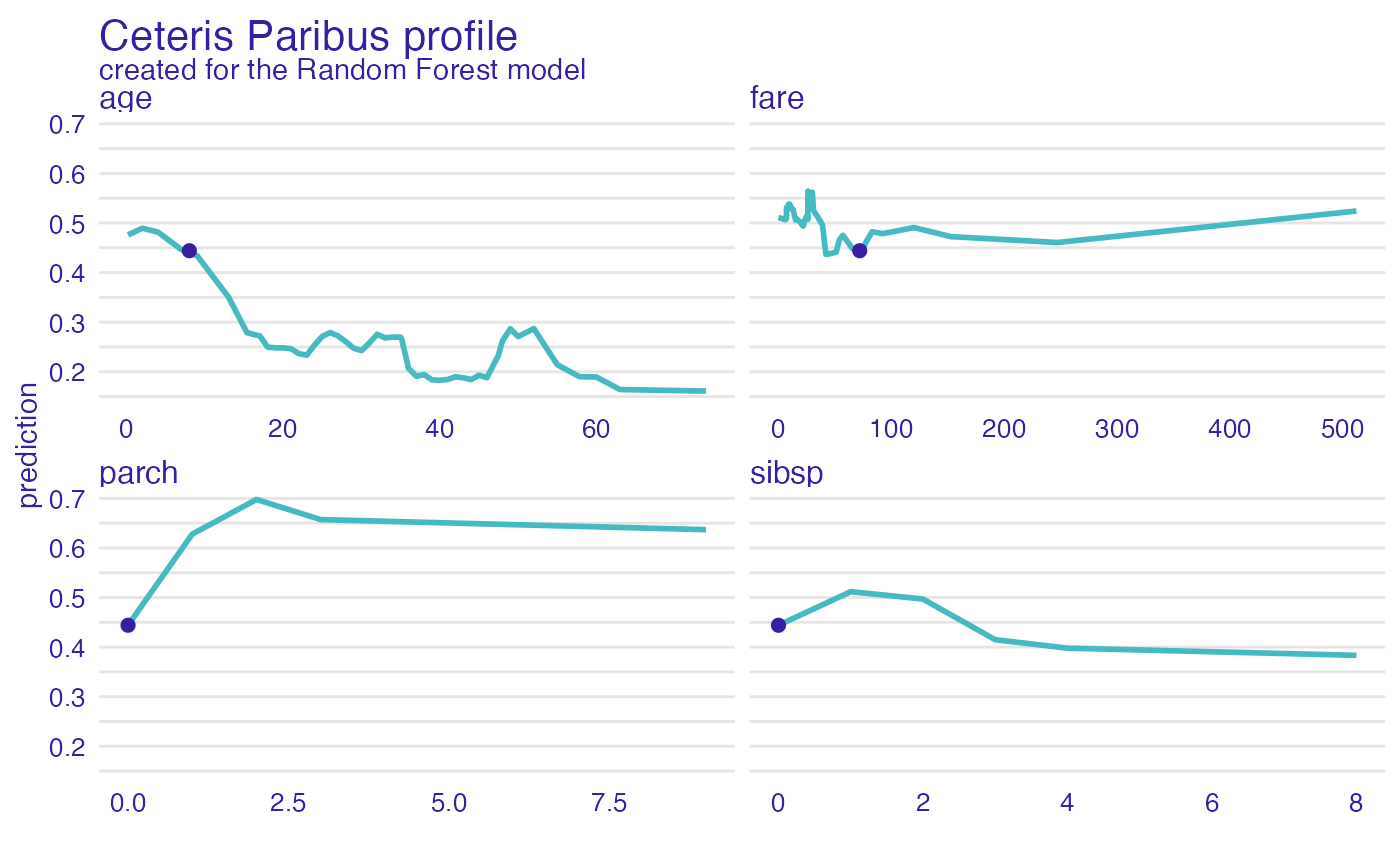 Ceteris Paribus profile
created for the Random Forest model
age
fare
0.7
0.6
0.5
0.4
0.3
0.2
0 20 40 60
0 100 200 300 400 500
prediction
parch
sibsp
0.7
0.6
0.5
0.4
0.3
0.2
0.0 2.5 5.0 7.5
0 2 4 6 8